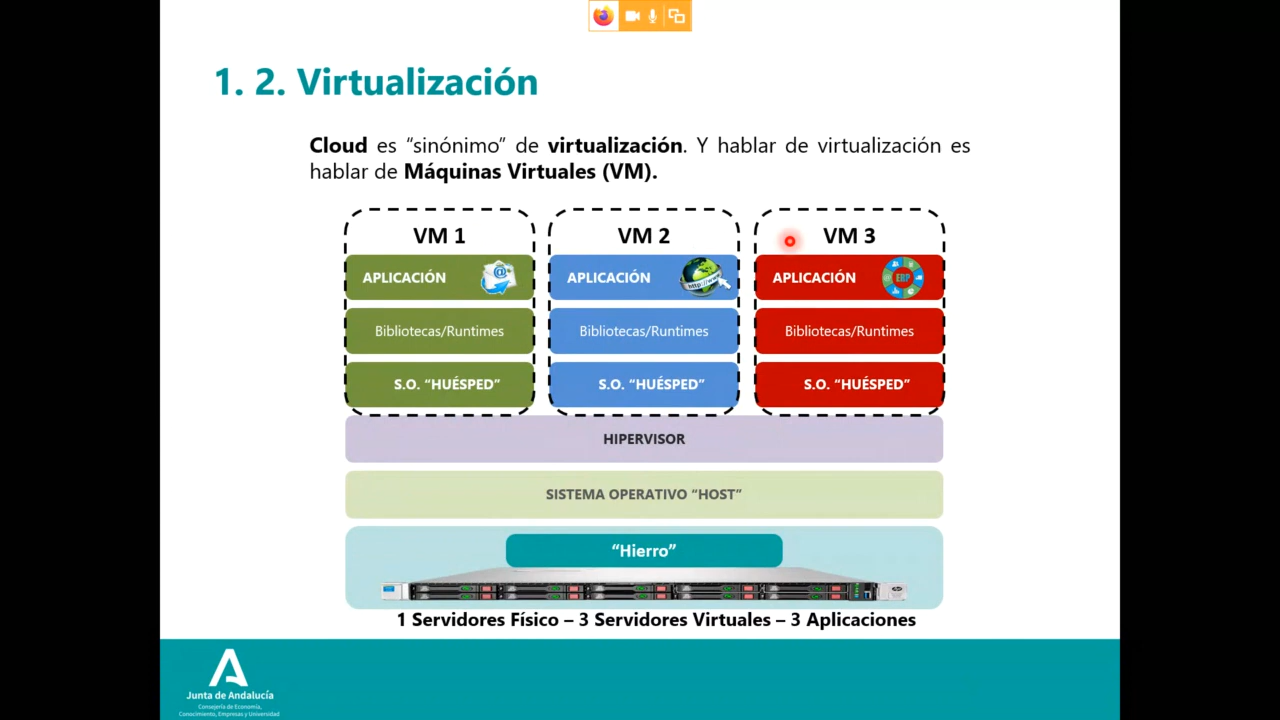 1. 2. Virtualización
Cloud es “sinónimo” de virtualización. Y hablar de virtualización es
hablar de Máquinas Virtuales (VM).
VM 1
VM 2
VM 3
APLICACIÓN
APLICACIÓN
http://www
APLICACIÓN
ERP
Bibliotecas/Runtimes
Bibliotecas/Runtimes
Bibliotecas/Runtimes
S.O. “HUÉSPED”
S.O. “HUÉSPED”
S.O. “HUÉSPED”
HIPERVISOR
SISTEMA OPERATIVO “HOST”
“Hierro”
1 Servidores Físico – 3 Servidores Virtuales – 3 Aplicaciones
Junta de Andalucía
Consejería de Economía,
Conocimiento, Empresas y Universidad